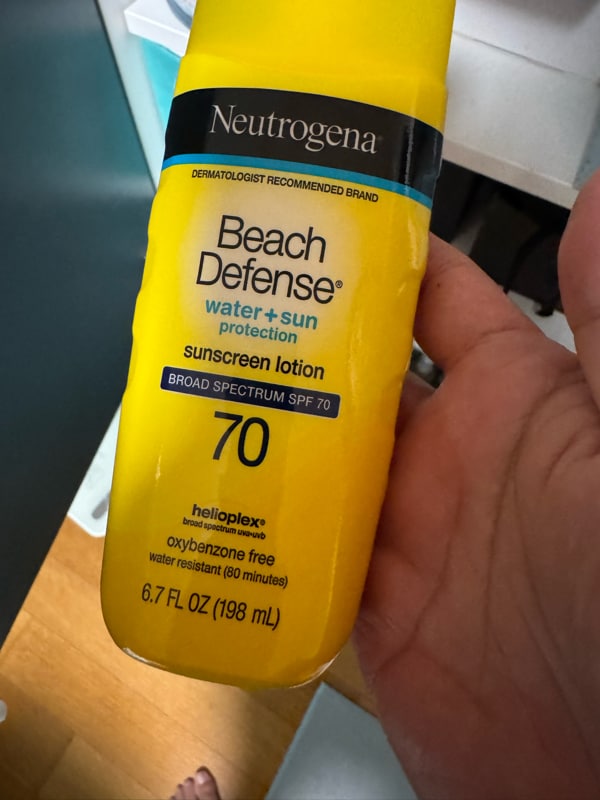 Neutrogena®
DERMATOLOGIST RECOMMENDED BRAND
Beach
Defense®
water+sun
protection
sunscreen lotion
BROAD SPECTRUM SPF 70
70
helioplex®
broad spectrum uva•uvb
oxybenzone free
water resistant (80 minutes)
6.7 FL OZ (198 mL)